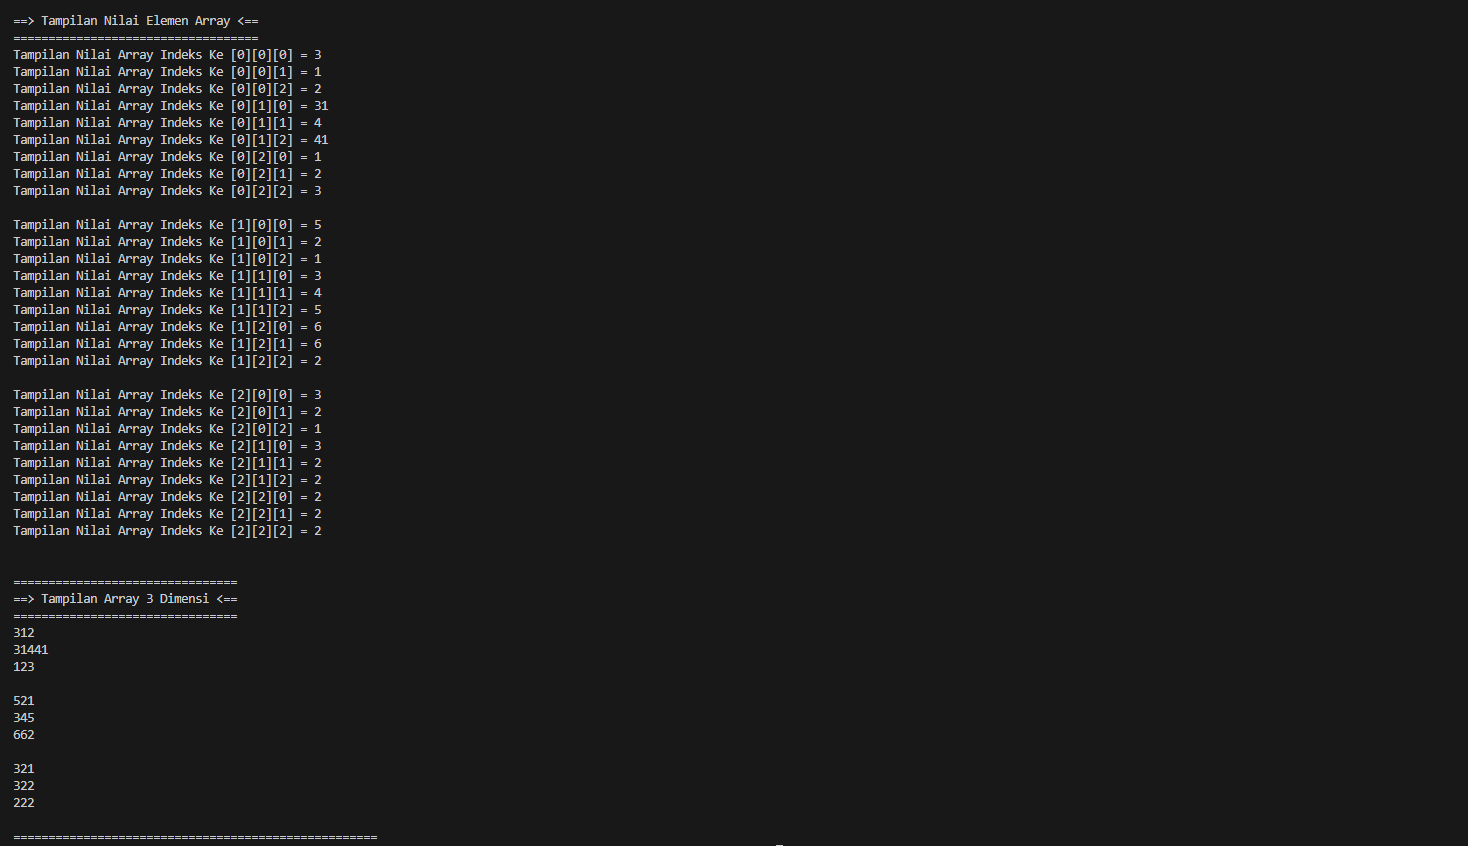 ==> Tampilan Nilai Elemen Array <==
===================================
Tampilan Nilai Array Indeks Ke [0][0][0] = 3
Tampilan Nilai Array Indeks Ke [0][0][1] = 1
Tampilan Nilai Array Indeks Ke [0][0][2] = 2
Tampilan Nilai Array Indeks Ke [0][1][0] = 31
Tampilan Nilai Array Indeks Ke [0][1][1] = 4
Tampilan Nilai Array Indeks Ke [0][1][2] = 41
Tampilan Nilai Array Indeks Ke [0][2][0] = 1
Tampilan Nilai Array Indeks Ke [0][2][1] = 2
Tampilan Nilai Array Indeks Ke [0][2][2] = 3

Tampilan Nilai Array Indeks Ke [1][0][0] = 5
Tampilan Nilai Array Indeks Ke [1][0][1] = 2
Tampilan Nilai Array Indeks Ke [1][0][2] = 1
Tampilan Nilai Array Indeks Ke [1][1][0] = 3
Tampilan Nilai Array Indeks Ke [1][1][1] = 4
Tampilan Nilai Array Indeks Ke [1][1][2] = 5
Tampilan Nilai Array Indeks Ke [1][2][0] = 6
Tampilan Nilai Array Indeks Ke [1][2][1] = 6
Tampilan Nilai Array Indeks Ke [1][2][2] = 2

Tampilan Nilai Array Indeks Ke [2][0][0] = 3
Tampilan Nilai Array Indeks Ke [2][0][1] = 2
Tampilan Nilai Array Indeks Ke [2][0][2] = 1
Tampilan Nilai Array Indeks Ke [2][1][0] = 3
Tampilan Nilai Array Indeks Ke [2][1][1] = 2
Tampilan Nilai Array Indeks Ke [2][1][2] = 2
Tampilan Nilai Array Indeks Ke [2][2][0] = 2
Tampilan Nilai Array Indeks Ke [2][2][1] = 2
Tampilan Nilai Array Indeks Ke [2][2][2] = 2

================================
==> Tampilan Array 3 Dimensi <==
================================
312
31441
123

521
345
662

321
322
222

====================================================